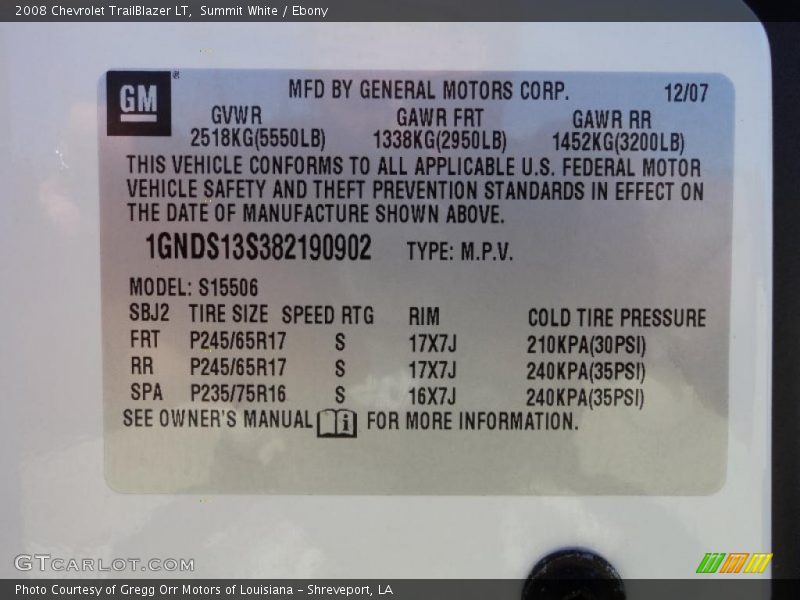 2008 Chevrolet TrailBlazer LT,  Summit White / Ebony
GM ®
MFD BY GENERAL MOTORS CORP. 12/07
GVWR GAWR FRT GAWR RR
2518KG(5550LB) 1338KG(2950LB) 1452KG(3200LB)
THIS VEHICLE CONFORMS TO ALL APPLICABLE U.S. FEDERAL MOTOR
VEHICLE SAFETY AND THEFT PREVENTION STANDARDS IN EFFECT ON
THE DATE OF MANUFACTURE SHOWN ABOVE.
1GNDS13S382190902 TYPE: M.P.V.
MODEL: S15506
SBJ2 TIRE SIZE SPEED RTG RIM COLD TIRE PRESSURE
FRT P245/65R17 S 17X7J 210KPA(30PSI)
RR P245/65R17 S 17X7J 240KPA(35PSI)
SPA P235/75R16 S 16X7J 240KPA(35PSI)
SEE OWNER'S MANUAL i FOR MORE INFORMATION.
GTCARLOT.COM
Photo Courtesy of Gregg Orr Motors of Louisiana – Shreveport, LA